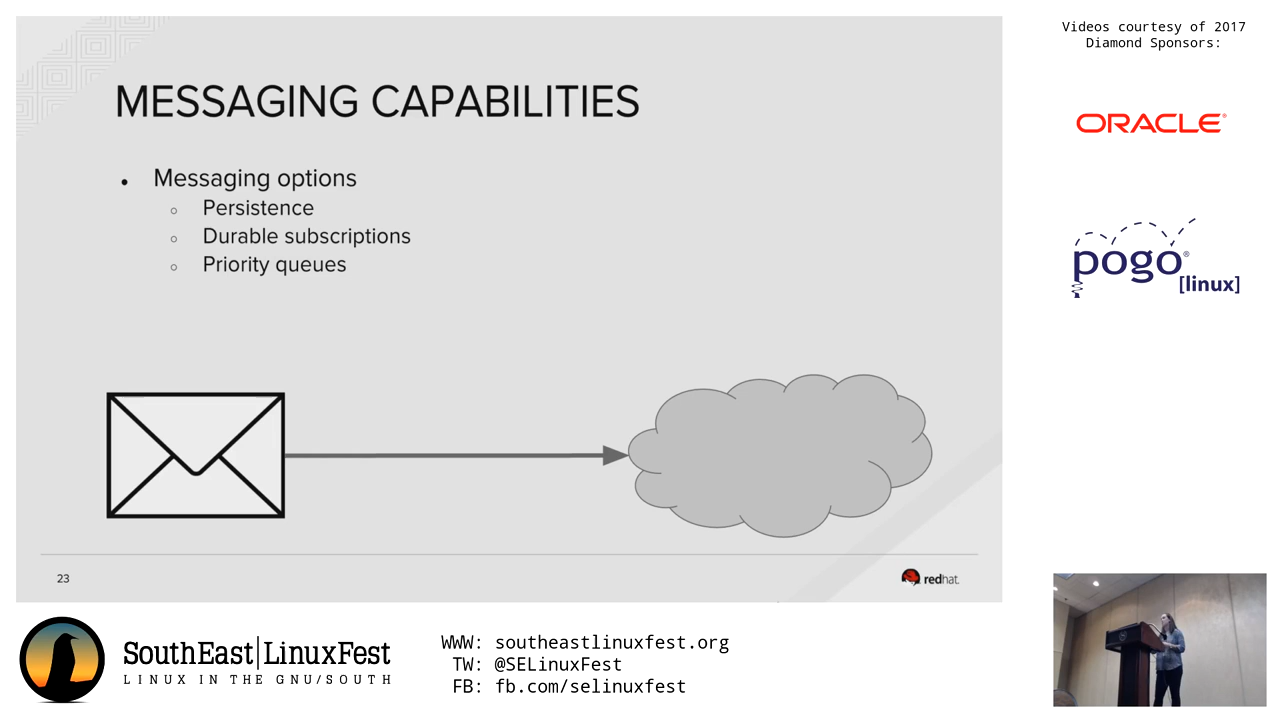 Videos courtesy of 2017
Diamond Sponsors:
MESSAGING CAPABILITIES
ORACLE®
• Messaging options
○ Persistence
○ Durable subscriptions
○ Priority queues
pogo®
[linux]
23
redhat.
SouthEast|LinuxFest
LINUX IN THE GNU/SOUTH
WWW: southeastlinuxfest.org
TW: @SELinuxFest
FB: fb.com/selinuxfest